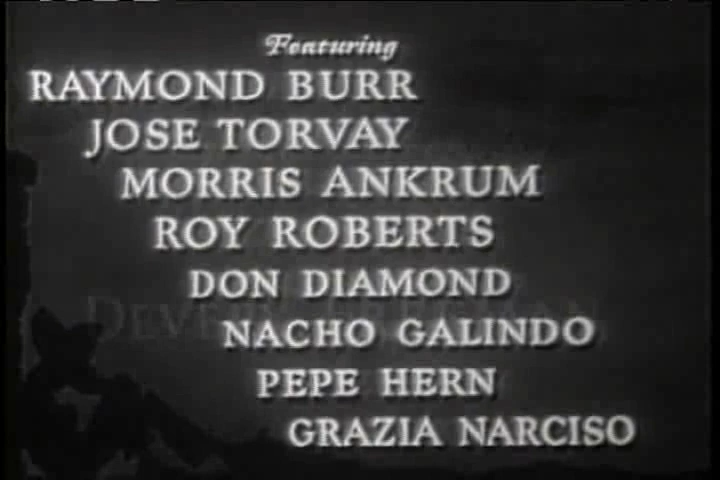 Featuring
RAYMOND BURR
JOSE TORVAY
MORRIS ANKRUM
ROY ROBERTS
DON DIAMOND
NACHO GALINDO
PEPE HERN
GRAZIA NARCISO